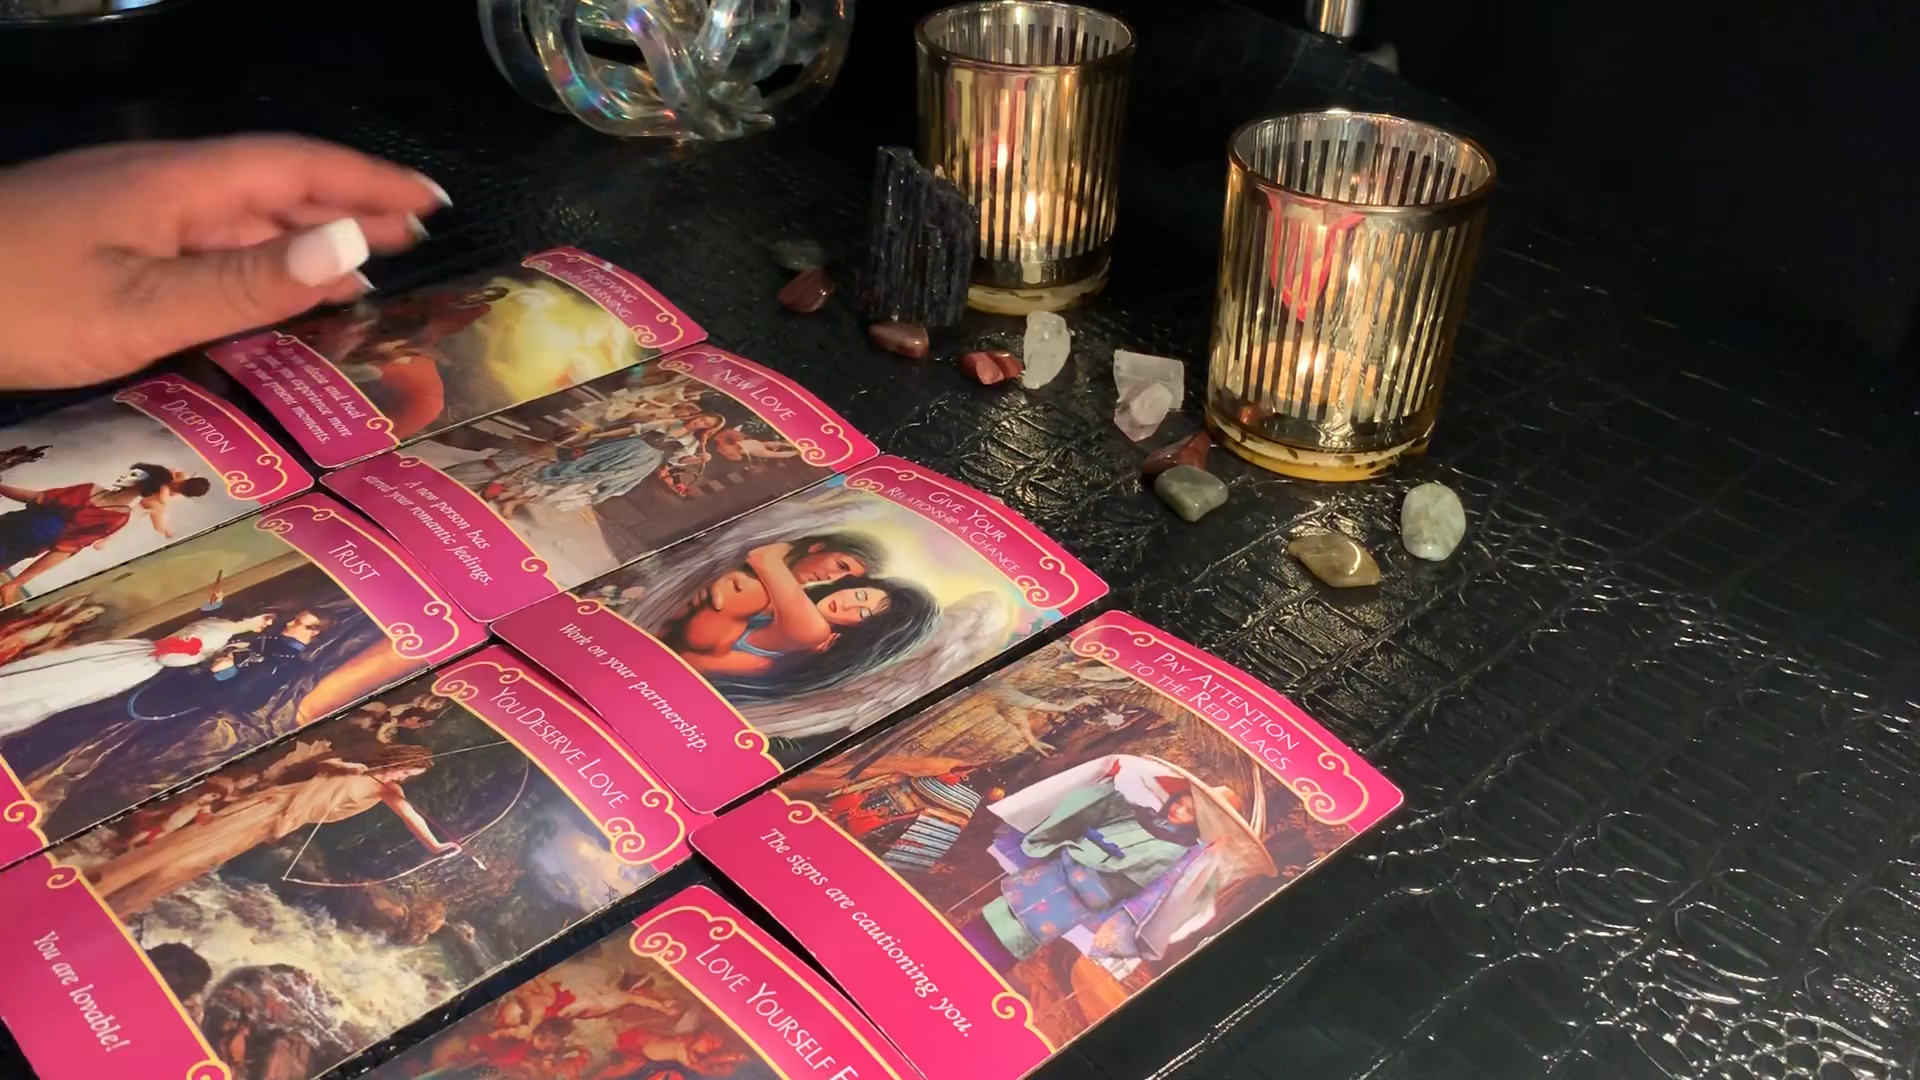 FORGIVING
AND LEARNING
NEW LOVE
A new person has
stirred your romantic feelings.
GIVE YOUR
RELATIONSHIP A CHANCE
Work on your partnership.
PAY ATTENTION
TO THE RED FLAGS
The signs are cautioning you.
DECEPTION
TRUST
YOU DESERVE LOVE
You are lovable!
LOVE YOURSELF